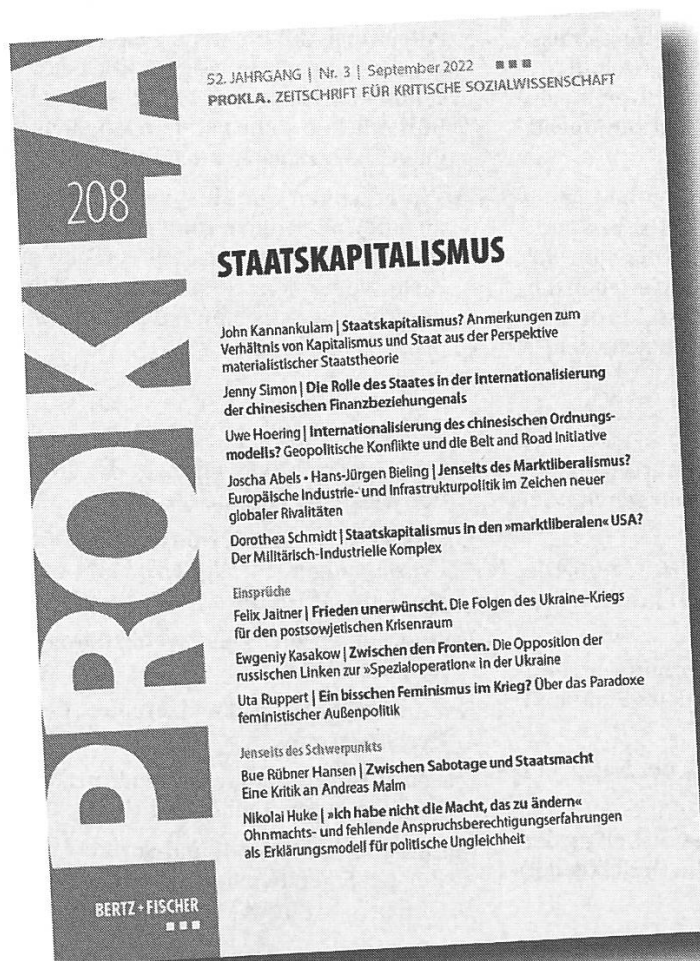 PROKLA
208
52. JAHRGANG | Nr. 3 | September 2022
PROKLA. ZEITSCHRIFT FÜR KRITISCHE SOZIALWISSENSCHAFT
STAATSKAPITALISMUS
John Kannankulam | Staatskapitalismus? Anmerkungen zum
Verhältnis von Kapitalismus und Staat aus der Perspektive
materialistischer Staatstheorie
Jenny Simon | Die Rolle des Staates in der Internationalisierung
der chinesischen Finanzbeziehungenals
Uwe Hoering | Internationalisierung des chinesischen Ordnungs-
modells? Geopolitische Konflikte und die Belt and Road Initiative
Joscha Abels • Hans-Jürgen Bieling | Jenseits des Marktliberalismus?
Europäische Industrie- und Infrastrukturpolitik im Zeichen neuer
globaler Rivalitäten
Dorothea Schmidt | Staatskapitalismus in den »marktliberalen« USA?
Der Militärisch-Industrielle Komplex
Einsprüche
Felix Jaitner | Frieden unerwünscht. Die Folgen des Ukraine-Kriegs
für den postsowjetischen Krisenraum
Ewgeniy Kasakow | Zwischen den Fronten. Die Opposition der
russischen Linken zur »Spezialoperation« in der Ukraine
Uta Ruppert | Ein bisschen Feminismus im Krieg? Über das Paradoxe
feministischer Außenpolitik
Jenseits des Schwerpunkts
Bue Rübner Hansen | Zwischen Sabotage und Staatsmacht
Eine Kritik an Andreas Malm
Nikolai Huke | »Ich habe nicht die Macht, das zu ändern«
Ohnmachts- und fehlende Anspruchsberechtigungserfahrungen
als Erklärungsmodell für politische Ungleichheit
BERTZ + FISCHER